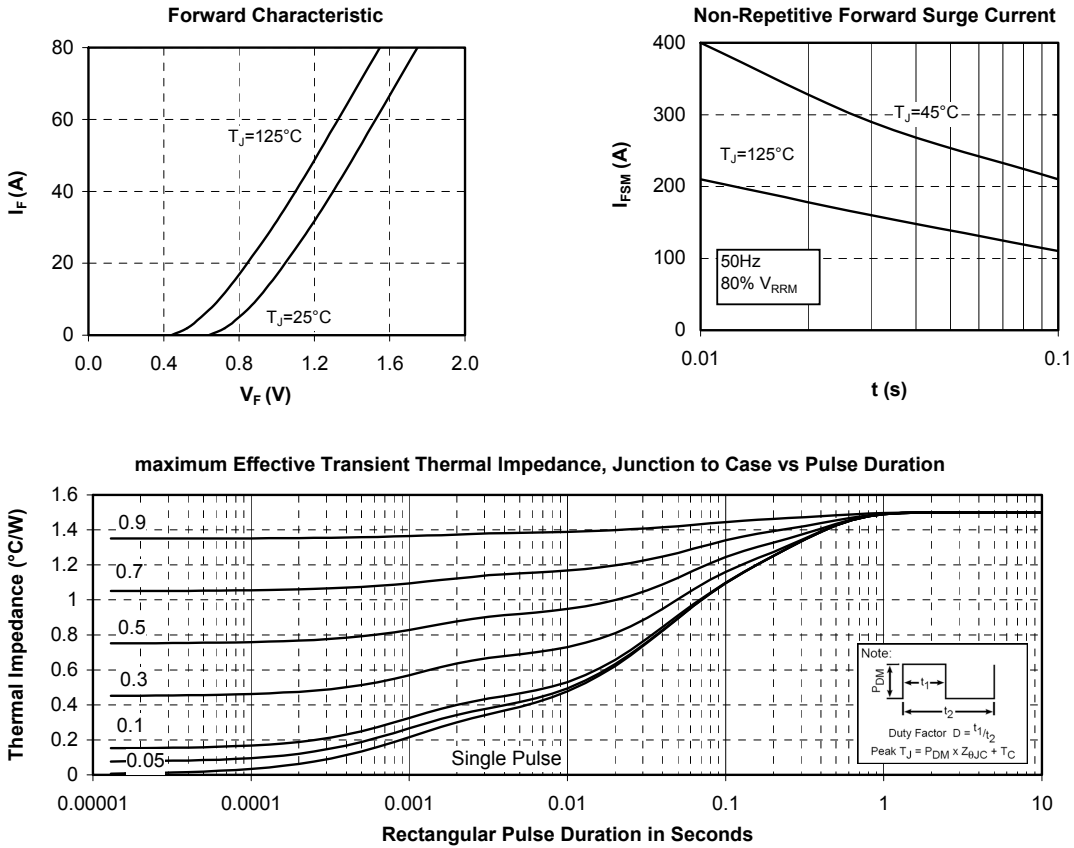 Forward Characteristic
80
60
40
20
0
I_F (A)
T_J=125°C
T_J=25°C
0.0 0.4 0.8 1.2 1.6 2.0
V_F (V)
Non-Repetitive Forward Surge Current
400
300
200
100
0
I_FSM (A)
T_J=45°C
T_J=125°C
50Hz
80% V_RRM
0.01 0.1
t (s)
maximum Effective Transient Thermal Impedance, Junction to Case vs Pulse Duration
1.6
1.4
1.2
1
0.8
0.6
0.4
0.2
0
Thermal Impedance (°C/W)
0.9
0.7
0.5
0.3
0.1
0.05
Single Pulse
Note:
P_DM
t_1
t_2
Duty Factor D = t_1/t_2
Peak T_J = P_DM x Z_θJC + T_C
0.00001 0.0001 0.001 0.01 0.1 1 10
Rectangular Pulse Duration in Seconds